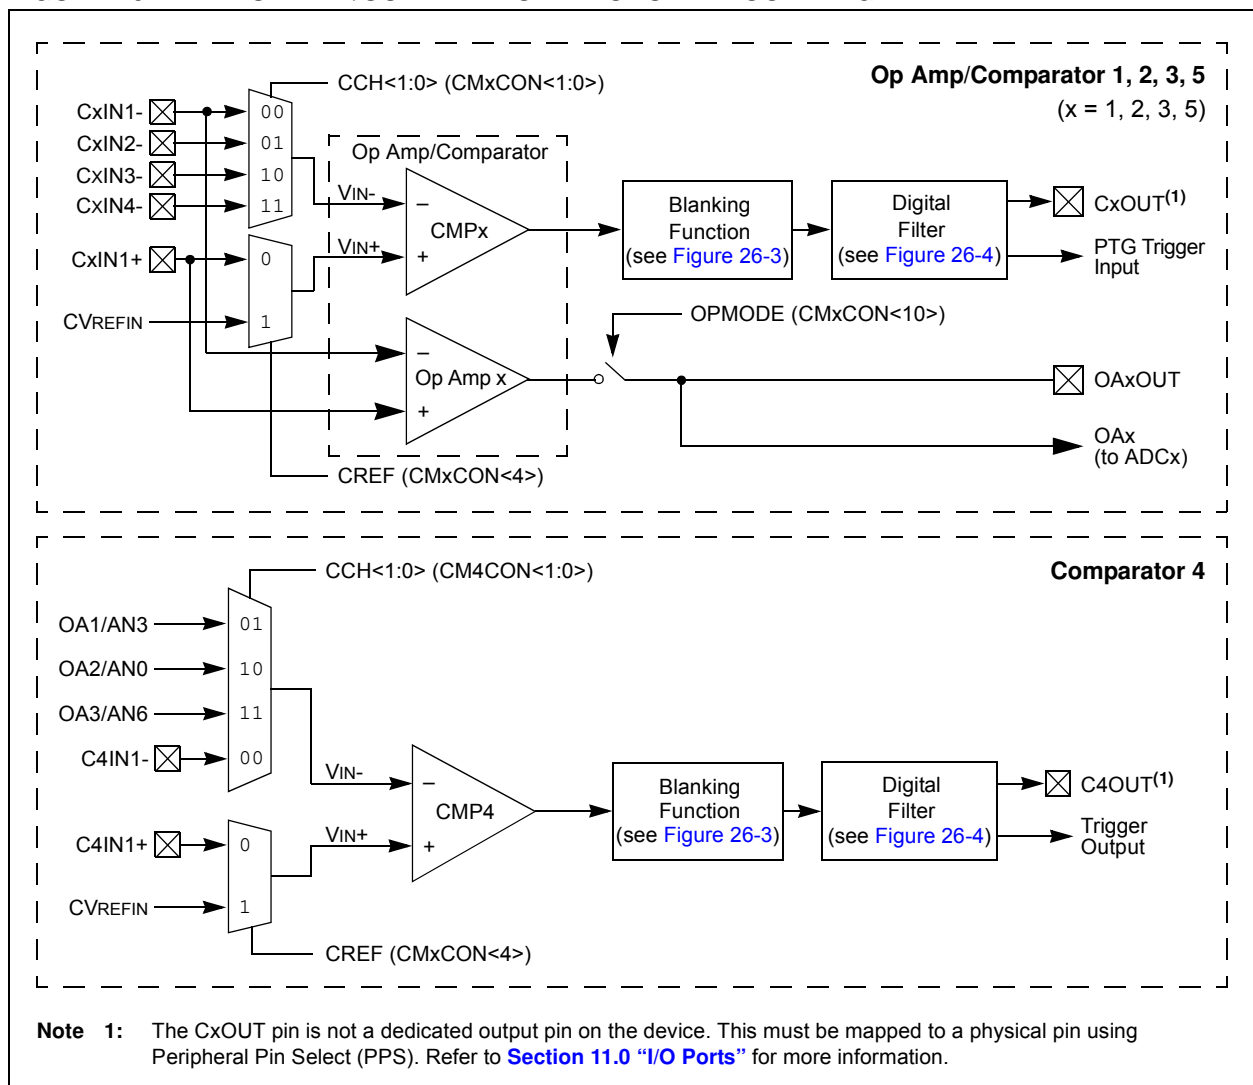 CCH<1:0> (CMxCON<1:0>)
Op Amp/Comparator 1, 2, 3, 5
(x = 1, 2, 3, 5)
CxIN1-
00
CxIN2-
01
CxIN3-
10
CxIN4-
11
Op Amp/Comparator
VIN-
–
CMPx
VIN+
+
Blanking
Function
(see Figure 26-3)
Digital
Filter
(see Figure 26-4)
CxOUT(1)
PTG Trigger
Input
CxIN1+
0
CVREFIN
1
OPMODE (CMxCON<10>)
–
Op Amp x
+
OAxOUT
OAx
(to ADCx)
CREF (CMxCON<4>)
CCH<1:0> (CM4CON<1:0>)
Comparator 4
OA1/AN3
01
OA2/AN0
10
OA3/AN6
11
C4IN1-
00
VIN-
–
CMP4
VIN+
+
Blanking
Function
(see Figure 26-3)
Digital
Filter
(see Figure 26-4)
C4OUT(1)
Trigger
Output
C4IN1+
0
CVREFIN
1
CREF (CMxCON<4>)
Note 1: The CxOUT pin is not a dedicated output pin on the device. This must be mapped to a physical pin using
Peripheral Pin Select (PPS). Refer to Section 11.0 “I/O Ports” for more information.